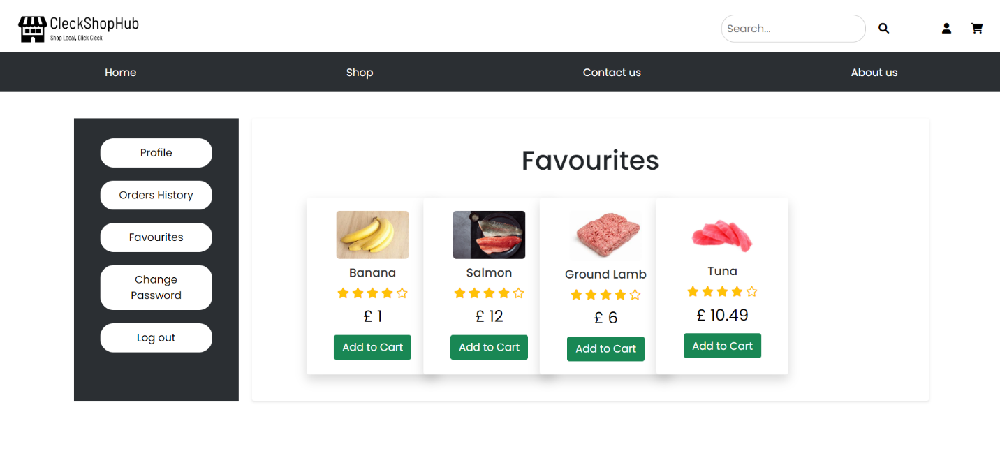 CleckShopHub
Shop Local, Click Cleck
Search...
Home
Shop
Contact us
About us
Profile
Orders History
Favourites
Change
Password
Log out
Favourites
Banana
£ 1
Add to Cart
Salmon
£ 12
Add to Cart
Ground Lamb
£ 6
Add to Cart
Tuna
£ 10.49
Add to Cart